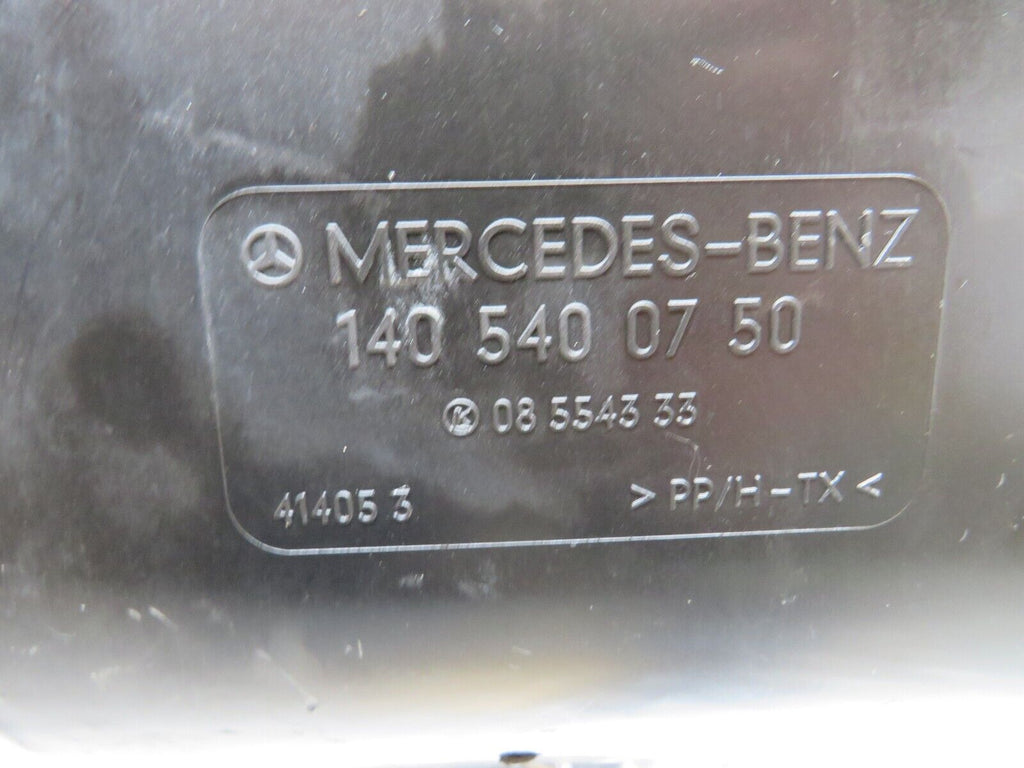 MERCEDES-BENZ
140 540 07 50
K 08 5543 33
41405 3 > PP/H-TX <